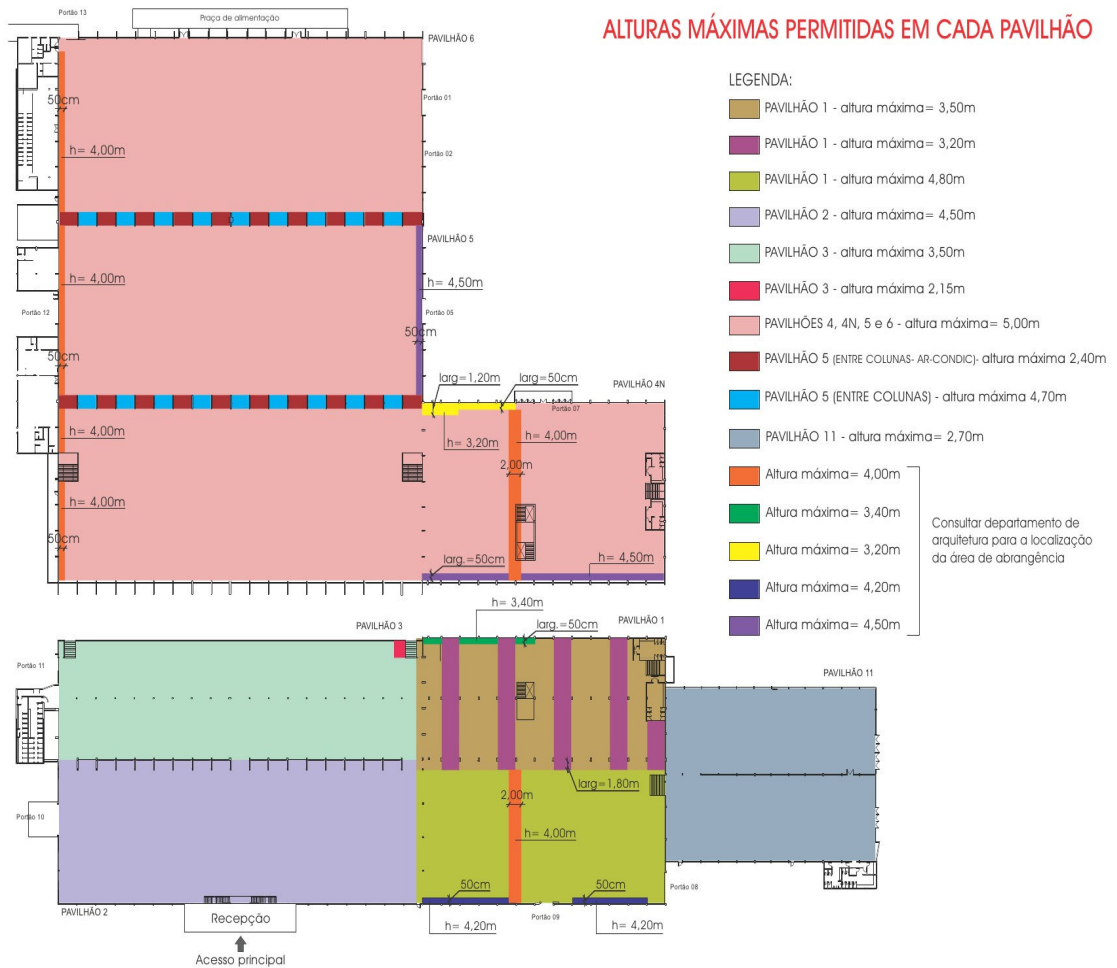 ALTURAS MÁXIMAS PERMITIDAS EM CADA PAVILHÃO
Portão 13
Praça de alimentação
PAVILHÃO 6
50cm
Portão 01
h= 4,00m
Portão 02
PAVILHÃO 5
h= 4,00m
h= 4,50m
Portão 12
Portão 05
50cm
50cm
larg=1,20m
larg=50cm
PAVILHÃO 4N
Portão 07
h= 4,00m
h= 3,20m
h= 4,00m
2,00m
h= 4,00m
50cm
larg.=50cm
h= 4,50m
LEGENDA:
PAVILHÃO 1 - altura máxima= 3,50m
PAVILHÃO 1 - altura máxima= 3,20m
PAVILHÃO 1 - altura máxima 4,80m
PAVILHÃO 2 - altura máxima= 4,50m
PAVILHÃO 3 - altura máxima 3,50m
PAVILHÃO 3 - altura máxima 2,15m
PAVILHÕES 4, 4N, 5 e 6 - altura máxima= 5,00m
PAVILHÃO 5 (ENTRE COLUNAS- AR-CONDIC)- altura máxima 2,40m
PAVILHÃO 5 (ENTRE COLUNAS) - altura máxima 4,70m
PAVILHÃO 11 - altura máxima= 2,70m
Altura máxima= 4,00m
Altura máxima= 3,40m
Altura máxima= 3,20m
Altura máxima= 4,20m
Altura máxima= 4,50m
Consultar departamento de
arquitetura para a localização
da área de abrangência
h= 3,40m
PAVILHÃO 3
larg.=50cm
PAVILHÃO 1
Portão 11
PAVILHÃO 11
larg=1,80m
2,00m
Portão 10
h= 4,00m
50cm
50cm
Portão 08
PAVILHÃO 2
Recepção
Portão 09
h= 4,20m
h= 4,20m
Acesso principal